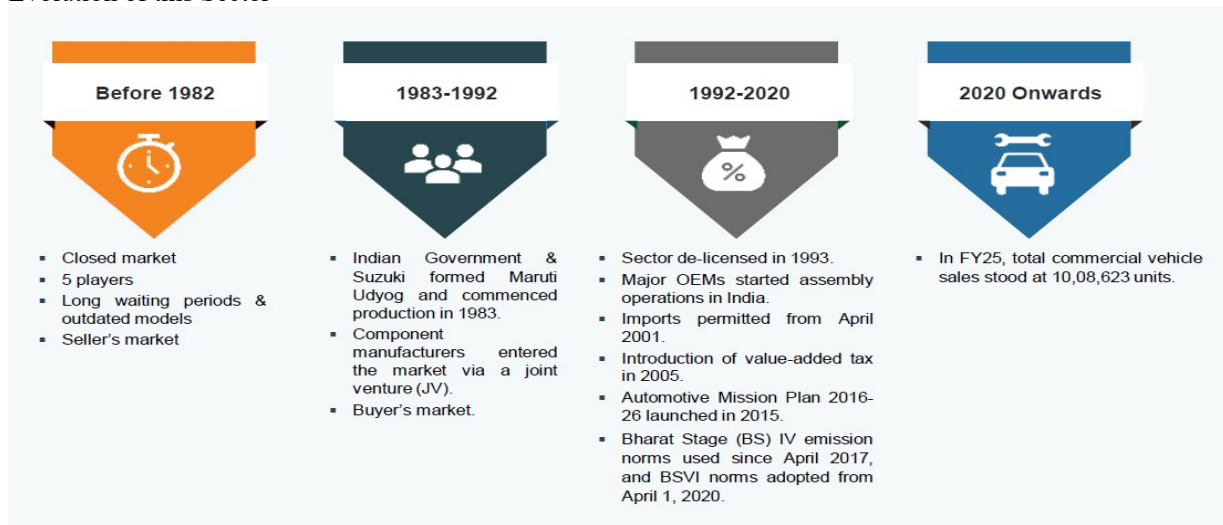 Before 1982
Closed market
5 players
Long waiting periods &
outdated models
Seller's market
1983-1992
Indian Government &
Suzuki formed Maruti
Udyog and commenced
production in 1983.
Component
manufacturers entered
the market via a joint
venture (JV).
Buyer's market.
1992-2020
%
Sector de-licensed in 1993.
Major OEMs started assembly
operations in India.
Imports permitted from April
2001.
Introduction of value-added tax
in 2005.
Automotive Mission Plan 2016-
26 launched in 2015.
Bharat Stage (BS) IV emission
norms used since April 2017,
and BSVI norms adopted from
April 1, 2020.
2020 Onwards
In FY25, total commercial vehicle
sales stood at 10,08,623 units.